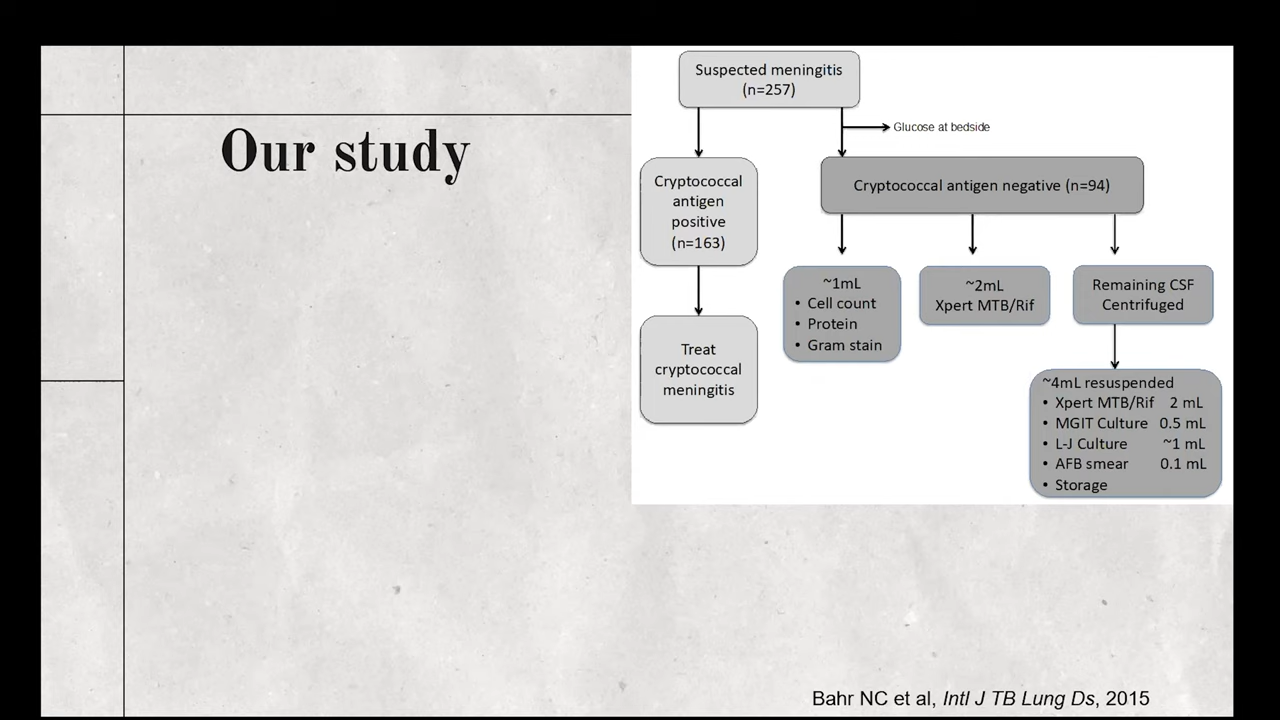 Our study
Suspected meningitis
(n=257)
Glucose at bedside
Cryptococcal
antigen
positive
(n=163)
Cryptococcal antigen negative (n=94)
Treat
cryptococcal
meningitis
~1mL
• Cell count
• Protein
• Gram stain
~2mL
Xpert MTB/Rif
Remaining CSF
Centrifuged
~4mL resuspended
• Xpert MTB/Rif 2 mL
• MGIT Culture 0.5 mL
• L-J Culture ~1 mL
• AFB smear 0.1 mL
• Storage
Bahr NC et al, Intl J TB Lung Ds, 2015